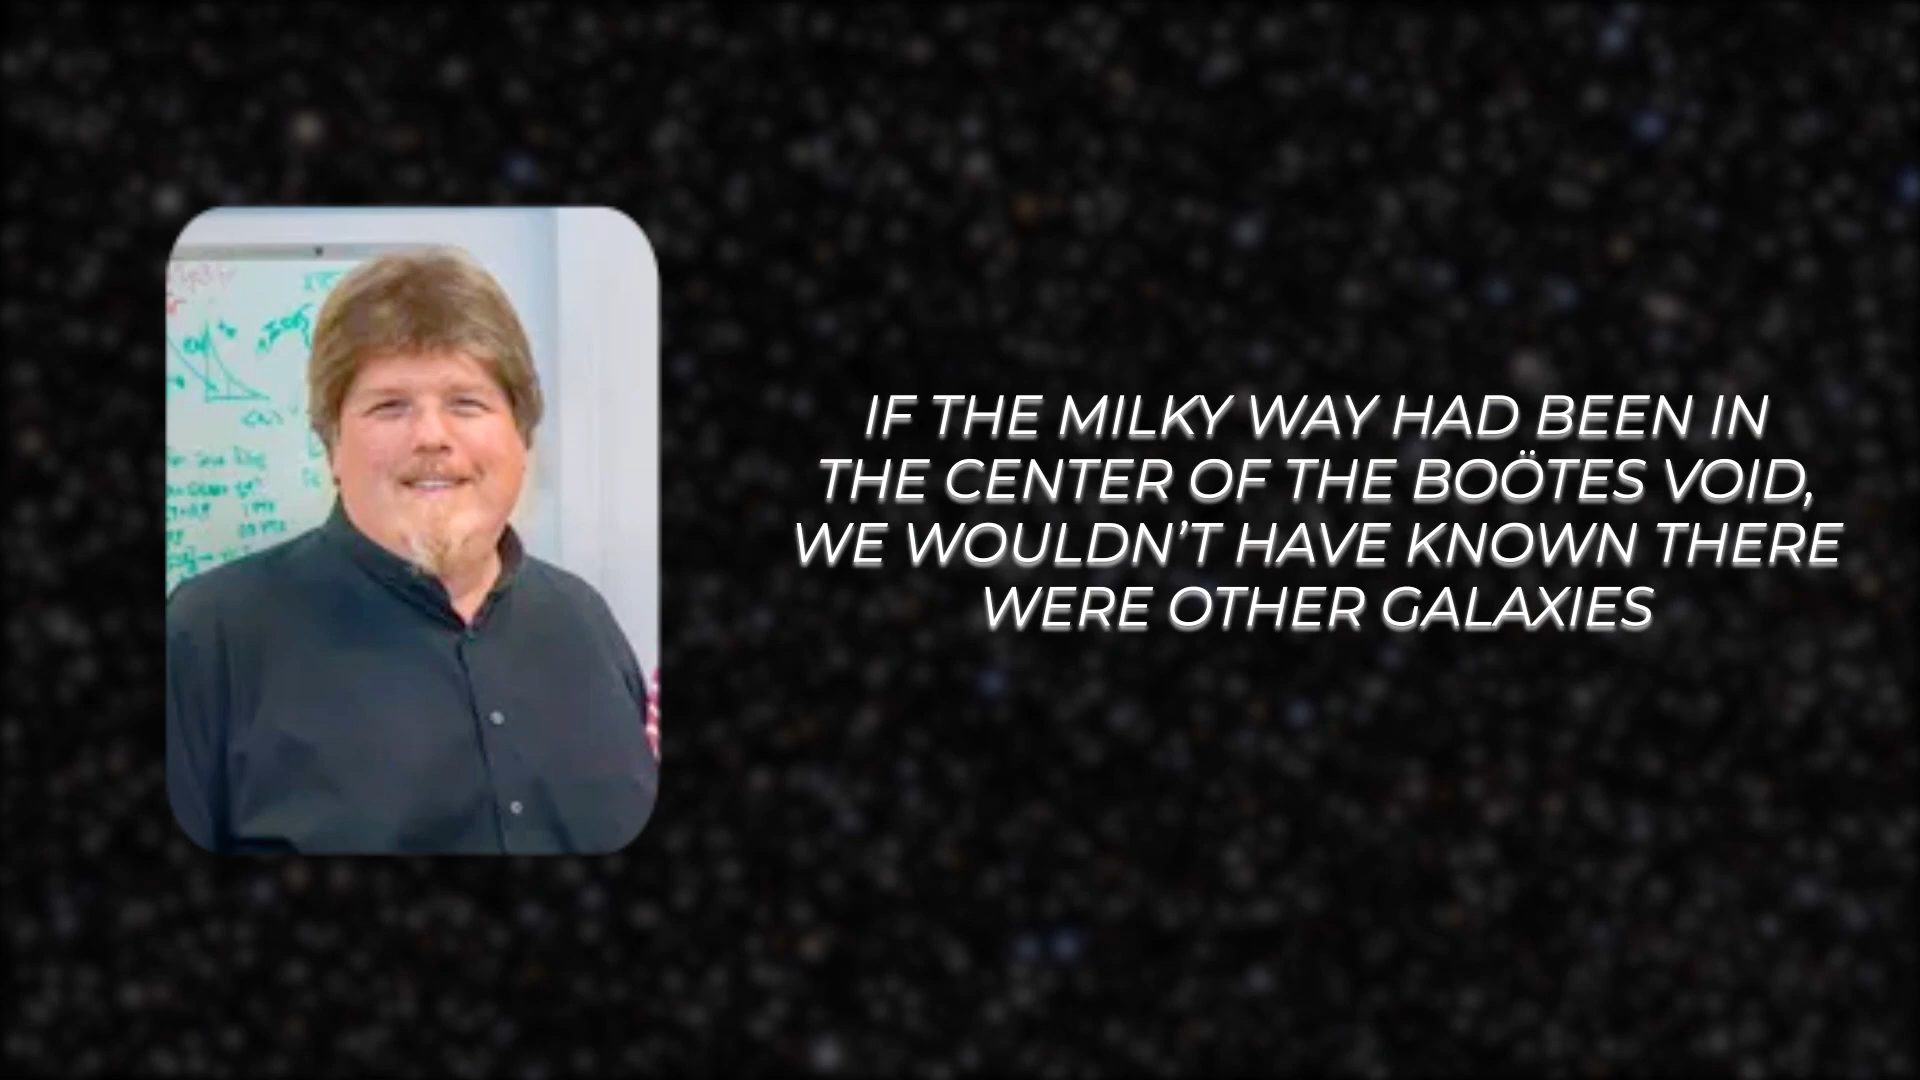 IF THE MILKY WAY HAD BEEN IN
THE CENTER OF THE BOÖTES VOID,
WE WOULDN'T HAVE KNOWN THERE
WERE OTHER GALAXIES